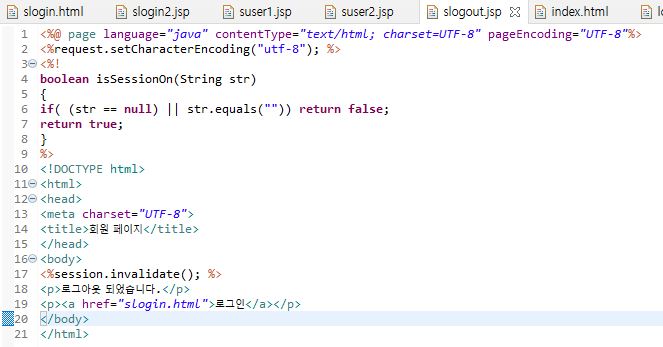 slogin.html slogin2.jsp suser1.jsp suser2.jsp slogout.jsp index.html
1 <%@ page language="java" contentType="text/html; charset=UTF-8" pageEncoding="UTF-8"%>
2 <%request.setCharacterEncoding("utf-8"); %>
3 <%!
4 boolean isSessionOn(String str)
5 {
6 if( (str == null) || str.equals("")) return false;
7 return true;
8 }
9 %>
10 <!DOCTYPE html>
11 <html>
12 <head>
13 <meta charset="UTF-8">
14 <title>회원 페이지</title>
15 </head>
16 <body>
17 <%session.invalidate(); %>
18 <p>로그아웃 되었습니다.</p>
19 <p><a href="slogin.html">로그인</a></p>
20 </body>
21 </html>